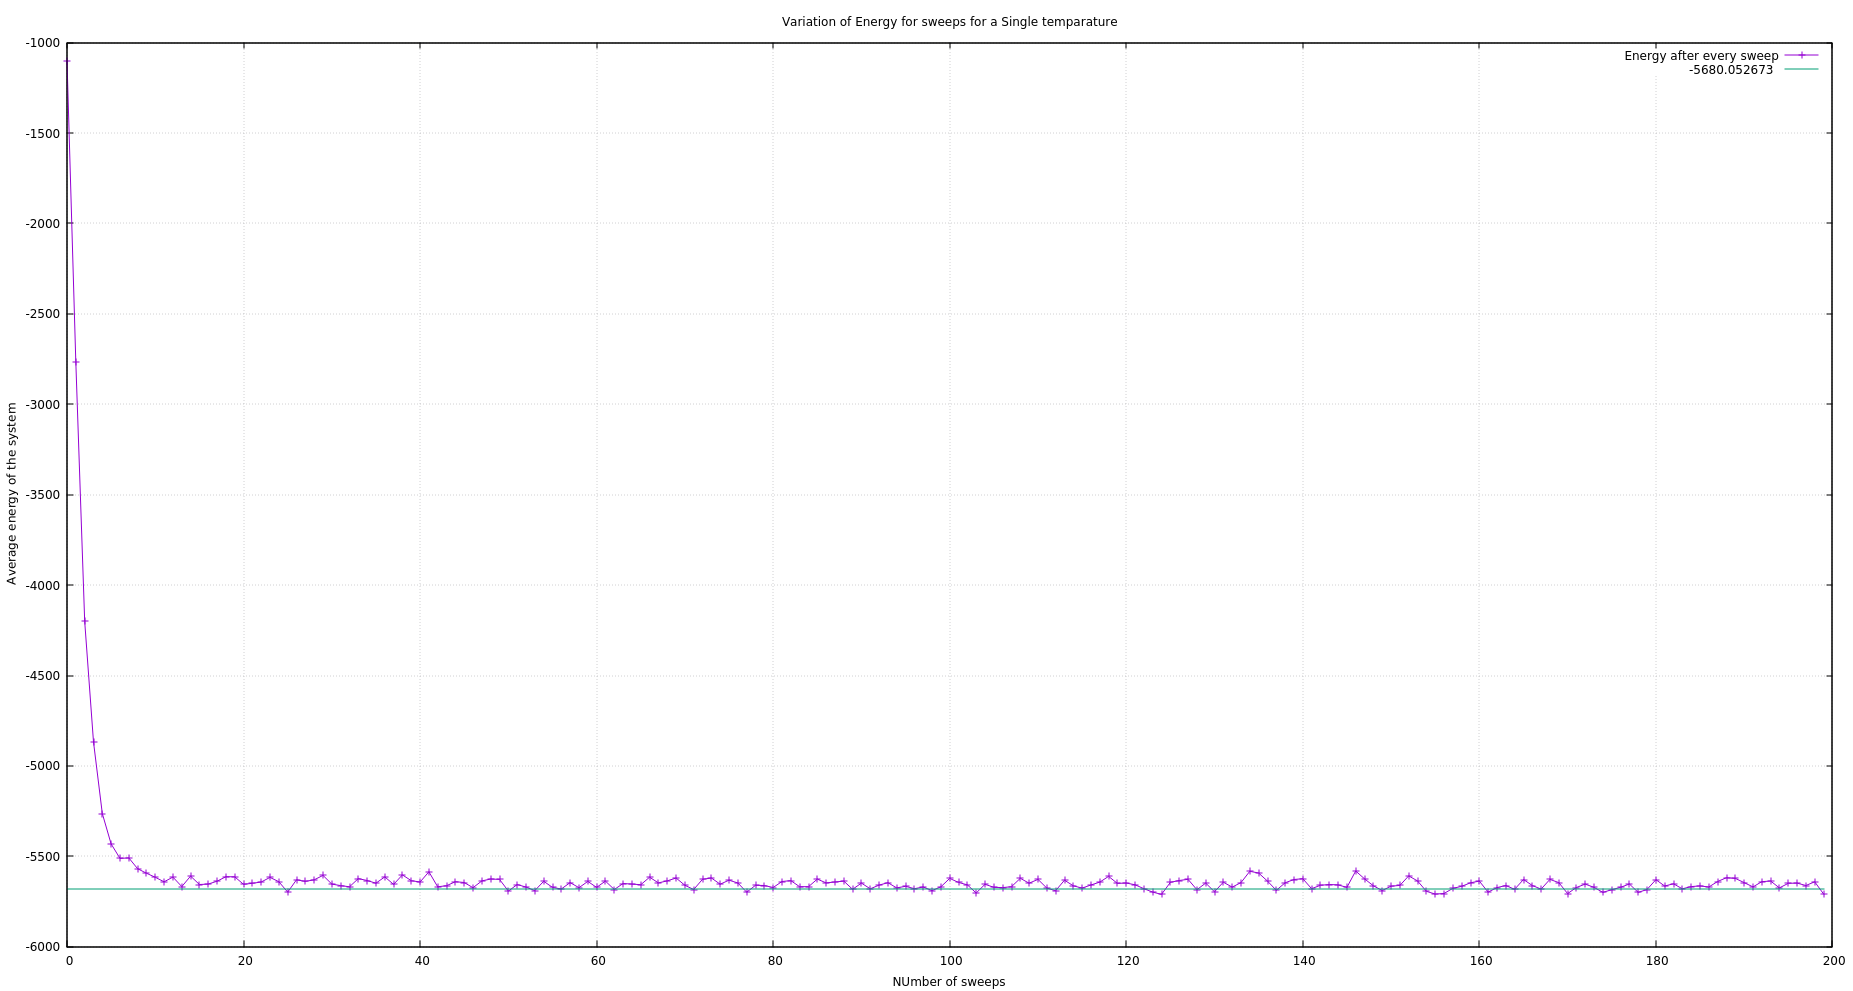 Variation of Energy for sweeps for a Single temparature
Energy after every sweep
-5680.052673
-1000
-1500
-2000
-2500
-3000
-3500
-4000
-4500
-5000
-5500
-6000
Average energy of the system
0 20 40 60 80 100 120 140 160 180 200
NUmber of sweeps